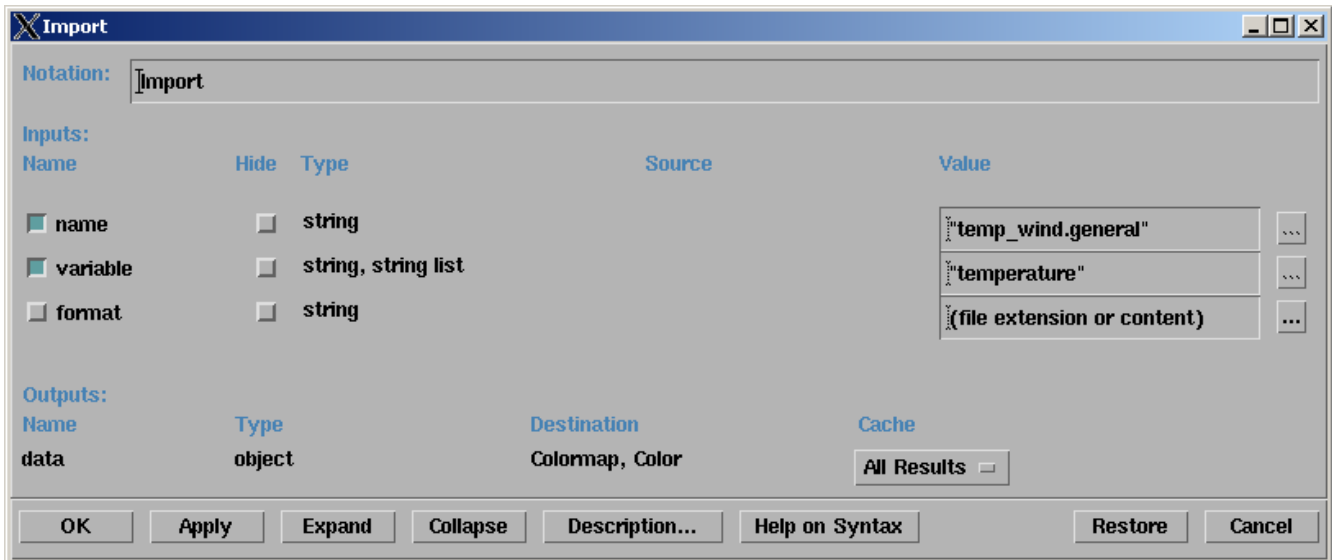 Import
Notation: Import
Inputs:
Name Hide Type Source Value
name string "temp_wind.general" ...
variable string, string list "temperature" ...
format string (file extension or content) ...
Outputs:
Name Type Destination Cache
data object Colormap, Color All Results
OK Apply Expand Collapse Description... Help on Syntax Restore Cancel